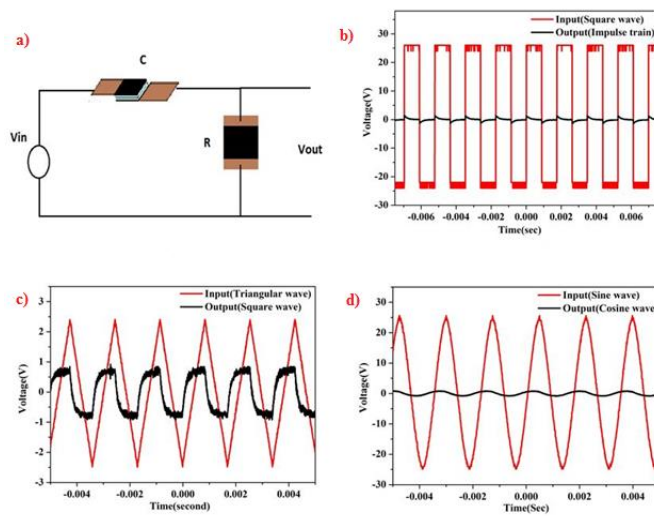 a)
C
Vin
R
Vout
b)
Input(Square wave)
Output(Impulse train)
Voltage(V)
30
20
10
0
-10
-20
-30
-0.006 -0.004 -0.002 0.000 0.002 0.004 0.006
Time(sec)
c)
Input(Triangular wave)
Output(Square wave)
Voltage(V)
3
2
1
0
-1
-2
-3
-0.004 -0.002 0.000 0.002 0.004
Time(second)
d)
Input(Sine wave)
Output(Cosine wave
Voltage(V)
30
20
10
0
-10
-20
-30
-0.004 -0.002 0.000 0.002 0.004
Time(Sec)